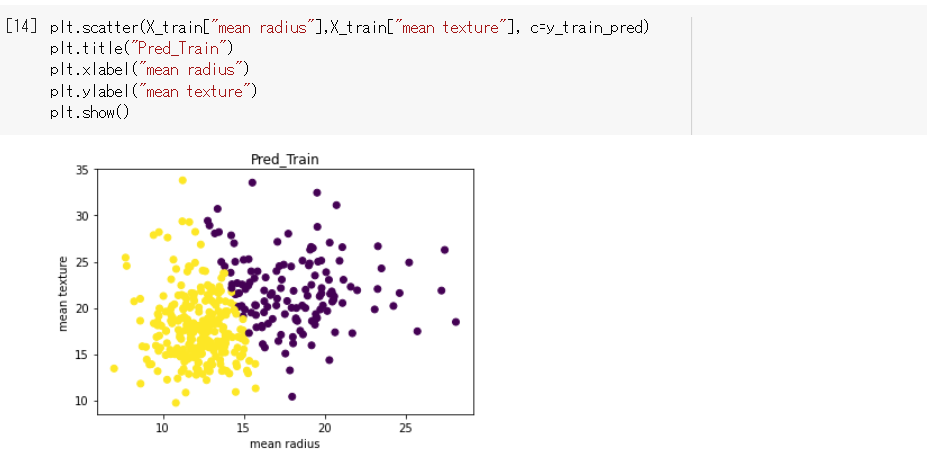 [14] plt.scatter(X_train["mean radius"],X_train["mean texture"], c=y_train_pred)
plt.title("Pred_Train")
plt.xlabel("mean radius")
plt.ylabel("mean texture")
plt.show()
Pred_Train
35
30
25
20
15
10
mean texture
10 15 20 25
mean radius